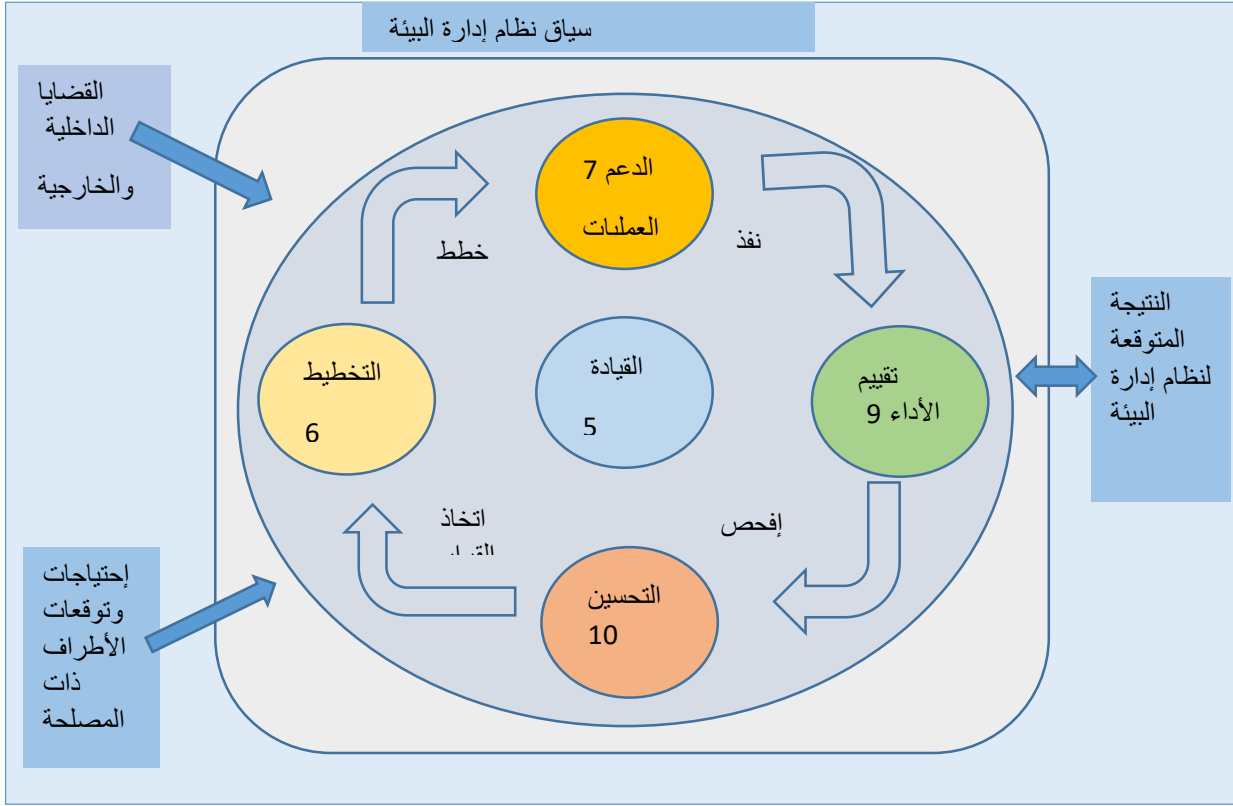 سياق نظام إدارة البيئة
القضايا
الداخلية
والخارجية
الدعم 7
العمليات
خطط
نفذ
النتيجة
المتوقعة
لنظام إدارة
البيئة
التخطيط
6
القيادة
5
تقييم
الأداء 9
اتخاذ
إفحص
إحتياجات
وتوقعات
الأطراف
ذات
المصلحة
التحسين
10